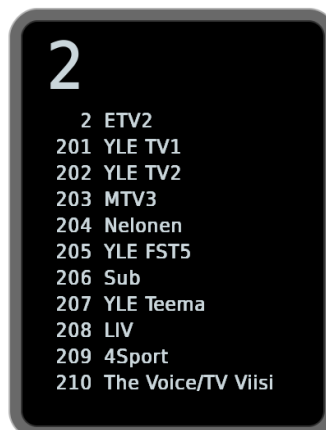 2
2 ETV2
201 YLE TV1
202 YLE TV2
203 MTV3
204 Nelonen
205 YLE FST5
206 Sub
207 YLE Teema
208 LIV
209 4Sport
210 The Voice/TV Viisi